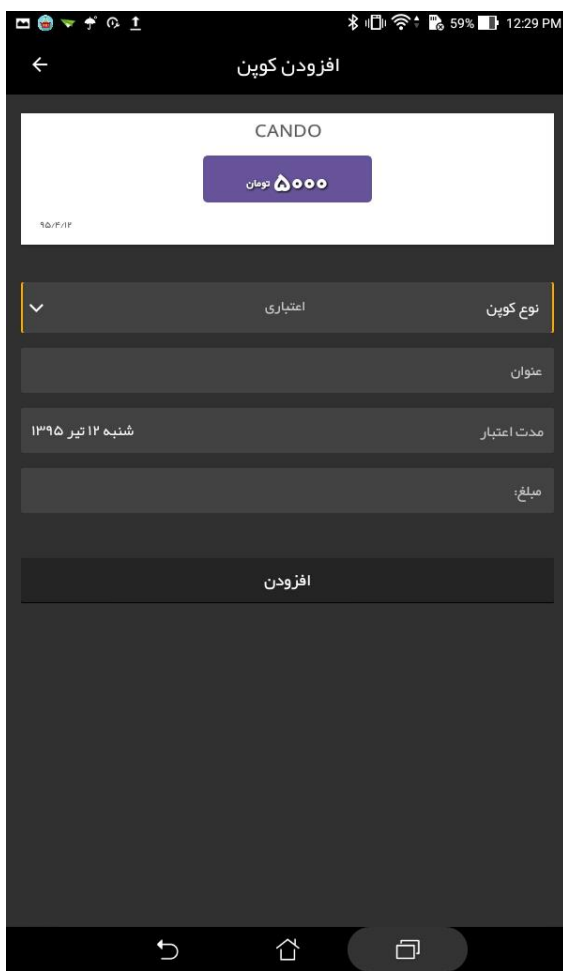 59% 12:29 PM
افزودن کوپن
CANDO
۵۰۰۰ تومان
۹۵/۴/۱۲
نوع کوپن اعتباری
عنوان
مدت اعتبار شنبه ۱۲ تیر ۱۳۹۵
مبلغ:
افزودن